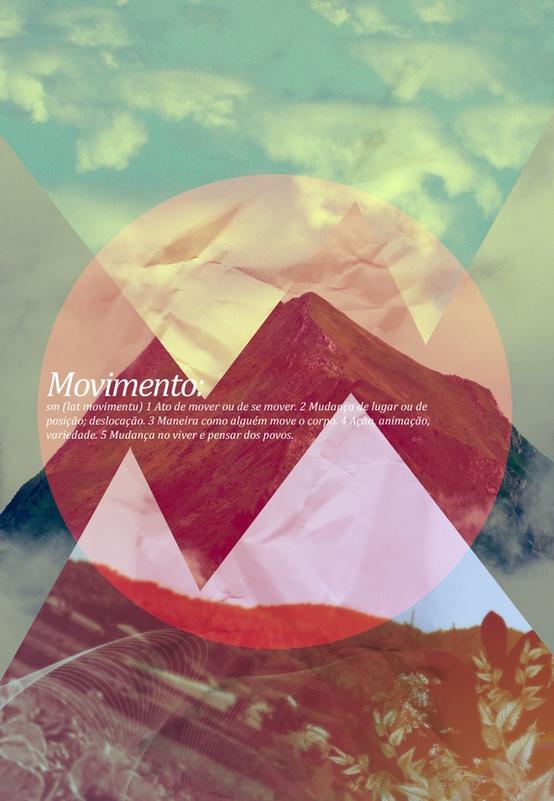 Movimento:
sm (lat movimentu) 1 Ato de mover ou de se mover. 2 Mudança de lugar ou de
posição; deslocação. 3 Maneira como alguém move o corpo. 4 Ação, animação,
variedade. 5 Mudança no viver e pensar dos povos.